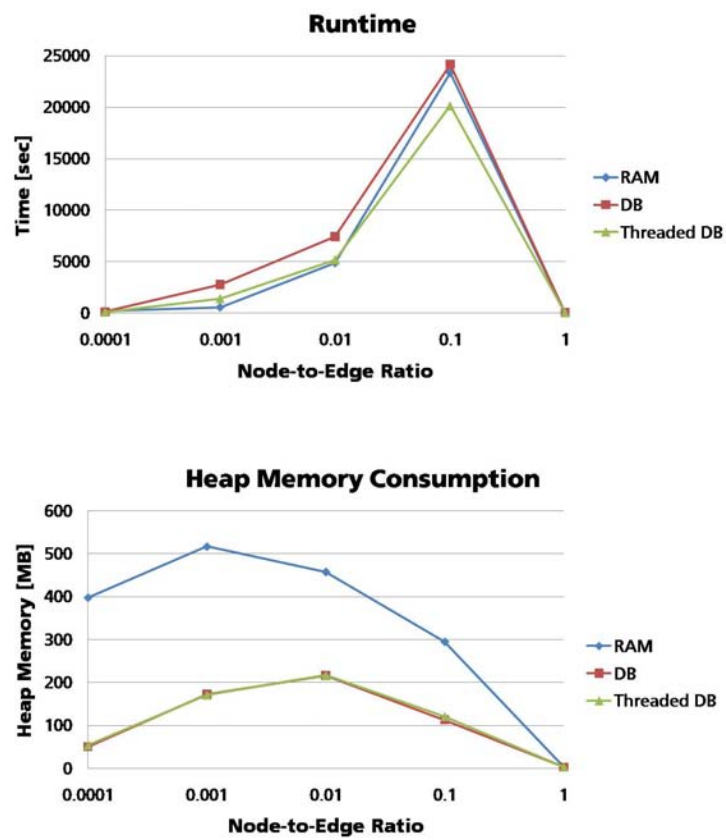 Runtime
25000
20000
15000
10000
5000
0
Time [sec]
0.0001 0.001 0.01 0.1 1
Node-to-Edge Ratio
RAM
DB
Threaded DB
Heap Memory Consumption
600
500
400
300
200
100
0
Heap Memory [MB]
0.0001 0.001 0.01 0.1 1
Node-to-Edge Ratio
RAM
DB
Threaded DB